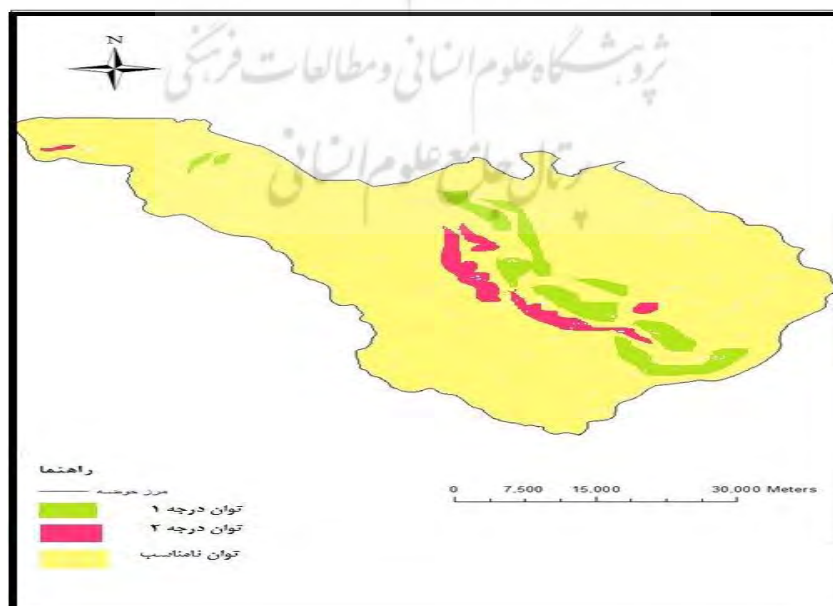 N
پژوهشگاه علوم انسانی و مطالعات فرهنگی
پرتال جامع علوم انسانی
راهنما
مرز حوضه
توان درجه ۱
توان درجه ۲
توان نامناسب
0 7,500 15,000 30,000 Meters